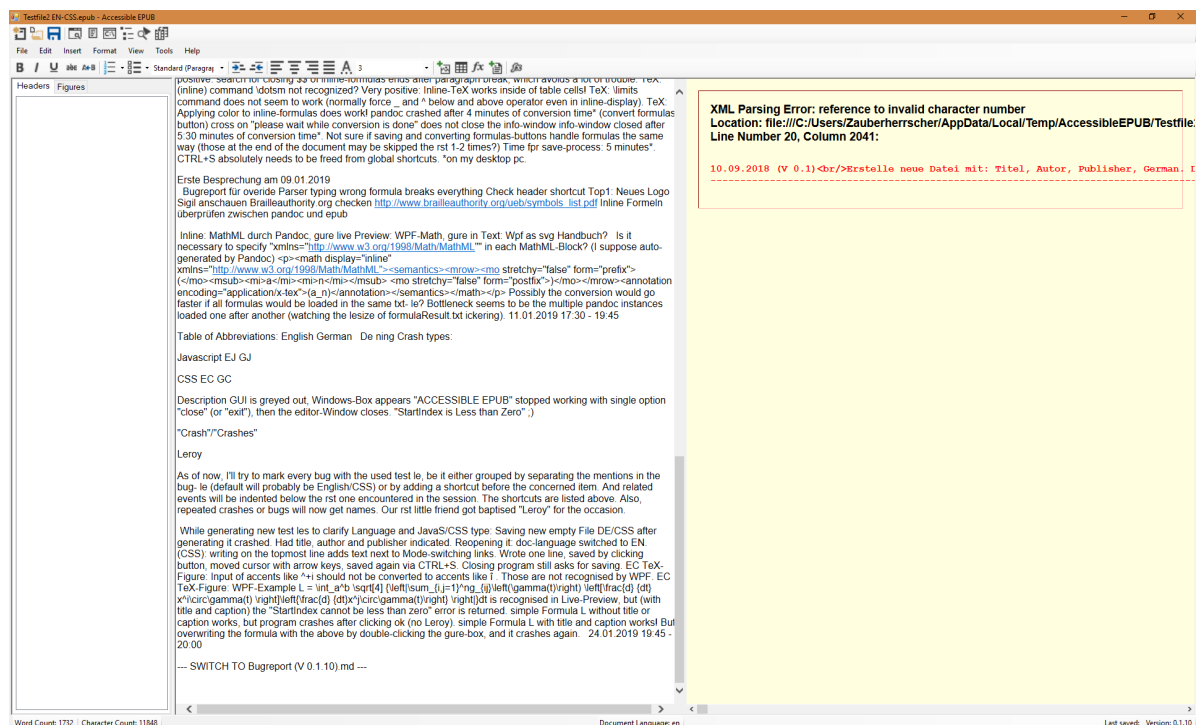 Testfile2 EN-CSS.epub - Accessible EPUB
File Edit Insert Format View Tools Help
B I U abc A↔B Standard (Paragrap 3
Headers Figures
positive: search for closing $$ of inline-formulas ends after paragraph break, which avoids a lot of trouble. TeX:
(inline) command \dotsm not recognized? Very positive: Inline-TeX works inside of table cells! TeX: \limits
command does not seem to work (normally force _ and ^ below and above operator even in inline-display). TeX:
Applying color to inline-formulas does work! pandoc crashed after 4 minutes of conversion time* (convert formulas
button) cross on "please wait while conversion is done" does not close the info-window info-window closed after
5:30 minutes of conversion time*. Not sure if saving and converting formulas-buttons handle formulas the same
way (those at the end of the document may be skipped the rst 1-2 times?) Time fpr save-process: 5 minutes*.
CTRL+S absolutely needs to be freed from global shortcuts. *on my desktop pc.
Erste Besprechung am 09.01.2019
Bugreport für overide Parser typing wrong formula breaks everything Check header shortcut Top1: Neues Logo
Sigil anschauen Brailleauthority.org checken http://www.brailleauthority.org/ueb/symbols_list.pdf Inline Formeln
überprüfen zwischen pandoc und epub
Inline: MathML durch Pandoc, gure live Preview: WPF-Math, gure in Text: Wpf as svg Handbuch? Is it
necessary to specify "xmlns="http://www.w3.org/1998/Math/MathML"" in each MathML-Block? (I suppose auto-
generated by Pandoc) <p><math display="inline"
xmlns="http://www.w3.org/1998/Math/MathML"><semantics><mrow><mo stretchy="false" form="prefix">
(</mo><msub><mi>a</mi><mi>n</mi></msub> <mo stretchy="false" form="postfix">)</mo></mrow><annotation
encoding="application/x-tex">(a_n)</annotation></semantics></math></p> Possibly the conversion would go
faster if all formulas would be loaded in the same txt- le? Bottleneck seems to be the multiple pandoc instances
loaded one after another (watching the lesize of formulaResult.txt ickering). 11.01.2019 17:30 - 19:45
Table of Abbreviations: English German De ning Crash types:
Javascript EJ GJ
CSS EC GC
Description GUI is greyed out, Windows-Box appears "ACCESSIBLE EPUB" stopped working with single option
"close" (or "exit"), then the editor-Window closes. "StartIndex is Less than Zero" ;)
"Crash"/"Crashes"
Leroy
As of now, I'll try to mark every bug with the used test le, be it either grouped by separating the mentions in the
bug- le (default will probably be English/CSS) or by adding a shortcut before the concerned item. And related
events will be indented below the rst one encountered in the session. The shortcuts are listed above. Also,
repeated crashes or bugs will now get names. Our rst little friend got baptised "Leroy" for the occasion.
While generating new test les to clarify Language and JavaS/CSS type: Saving new empty File DE/CSS after
generating it crashed. Had title, author and publisher indicated. Reopening it: doc-language switched to EN.
(CSS): writing on the topmost line adds text next to Mode-switching links. Wrote one line, saved by clicking
button, moved cursor with arrow keys, saved again via CTRL+S. Closing program still asks for saving. EC TeX-
Figure: Input of accents like ^+i should not be converted to accents like î . Those are not recognised by WPF. EC
TeX-Figure: WPF-Example L = \int_a^b \sqrt[4] {\left|\sum_{i,j=1}^ng_{ij}\left(\gamma(t)\right) \left[\frac{d} {dt}
x^i\circ\gamma(t) \right]\left{\frac{d} {dt}x^j\circ\gamma(t)\right} \right|}dt is recognised in Live-Preview, but (with
title and caption) the "StartIndex cannot be less than zero" error is returned. simple Formula L without title or
caption works, but program crashes after clicking ok (no Leroy). simple Formula L with title and caption works! But
overwriting the formula with the above by double-clicking the gure-box, and it crashes again. 24.01.2019 19:45 -
20:00
--- SWITCH TO Bugreport (V 0.1.10).md ---
XML Parsing Error: reference to invalid character number
Location: file:///C:/Users/Zauberherrscher/AppData/Local/Temp/AccessibleEPUB/Testfile
Line Number 20, Column 2041:
10.09.2018 (V 0.1)<br/>Erstelle neue Datei mit: Titel, Autor, Publisher, German. D
Word Count: 1732 Character Count: 11848 Document Language: en Last saved: Version: 0.1.10